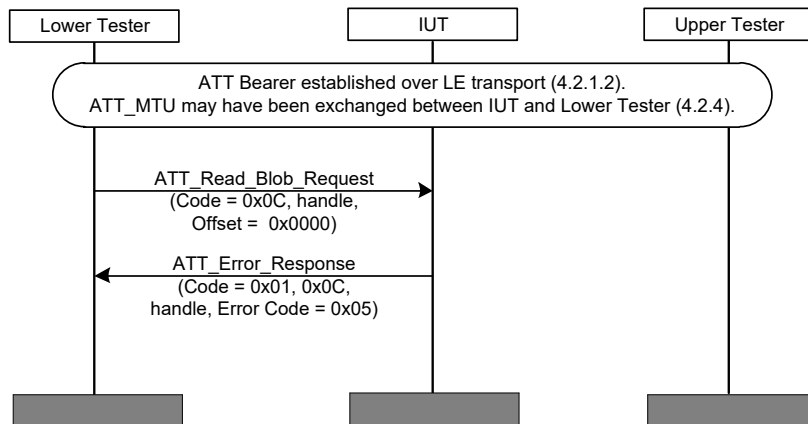 Lower Tester
IUT
Upper Tester
ATT Bearer established over LE transport (4.2.1.2).
ATT_MTU may have been exchanged between IUT and Lower Tester (4.2.4).
ATT_Read_Blob_Request
(Code = 0x0C, handle,
Offset = 0x0000)
ATT_Error_Response
(Code = 0x01, 0x0C,
handle, Error Code = 0x05)